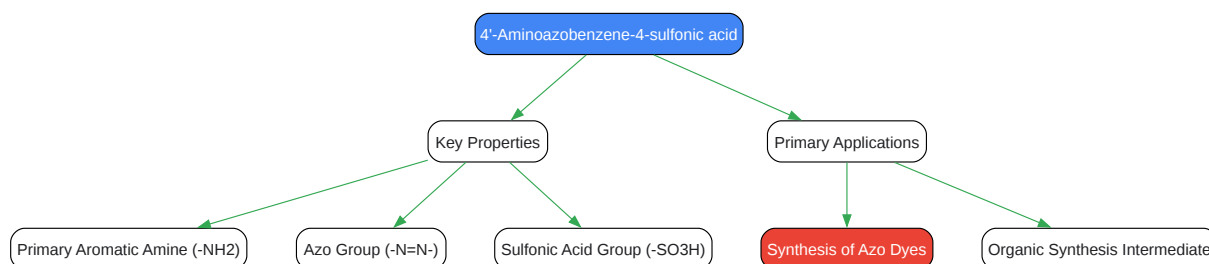 4'-Aminoazobenzene-4-sulfonic acid
Key Properties
Primary Applications
Primary Aromatic Amine (-NH2)
Azo Group (-N=N-)
Sulfonic Acid Group (-SO3H)
Synthesis of Azo Dyes
Organic Synthesis Intermediate